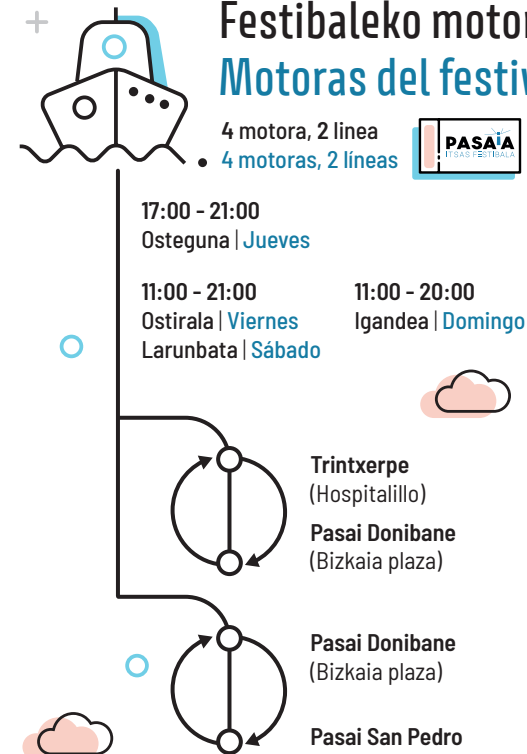 Festibaleko moto
Motoras del festi
4 motora, 2 linea
4 motoras, 2 líneas
PASAIA
ITSAS FESTIBALA
17:00 - 21:00
Osteguna | Jueves
11:00 - 21:00
Ostirala | Viernes
Larunbata | Sábado
11:00 - 20:00
Igandea | Domingo
Trintxerpe
(Hospitalillo)
Pasai Donibane
(Bizkaia plaza)
Pasai Donibane
(Bizkaia plaza)
Pasai San Pedro